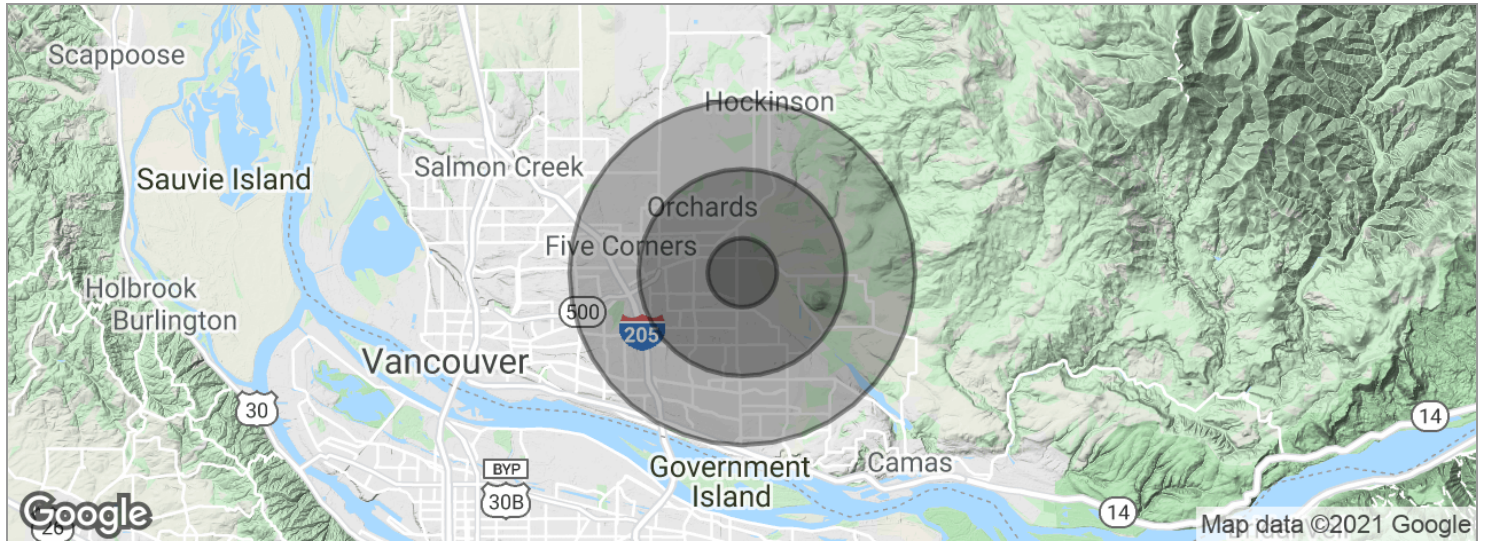 Scappoose
Hockinson
Salmon Creek
Sauvie Island
Orchards
Five Corners
Holbrook
Burlington
500
205
Vancouver
30
14
BYP
30B
Government
Island
Camas
14
Google
26
Map data ©2021 Google